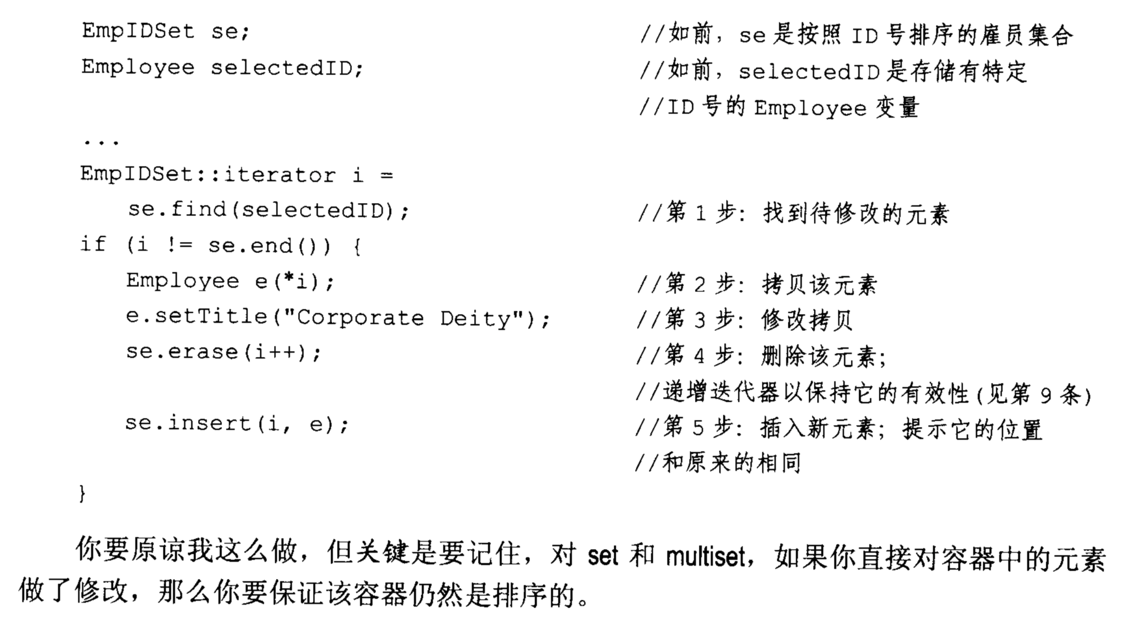 EmpIDSet se; //如前，se 是按照 ID 号排序的雇员集合
Employee selectedID; //如前，selectedID 是存储有特定
//ID 号的 Employee 变量
...
EmpIDSet::iterator i =
se.find(selectedID); //第 1 步：找到待修改的元素
if (i != se.end()) {
Employee e(*i); //第 2 步：拷贝该元素
e.setTitle("Corporate Deity"); //第 3 步：修改拷贝
se.erase(i++); //第 4 步：删除该元素；
//递增迭代器以保持它的有效性(见第 9 条)
se.insert(i, e); //第 5 步：插入新元素；提示它的位置
//和原来的相同
}
你要原谅我这么做，但关键是要记住，对 set 和 multiset，如果你直接对容器中的元素
做了修改，那么你要保证该容器仍然是排序的。